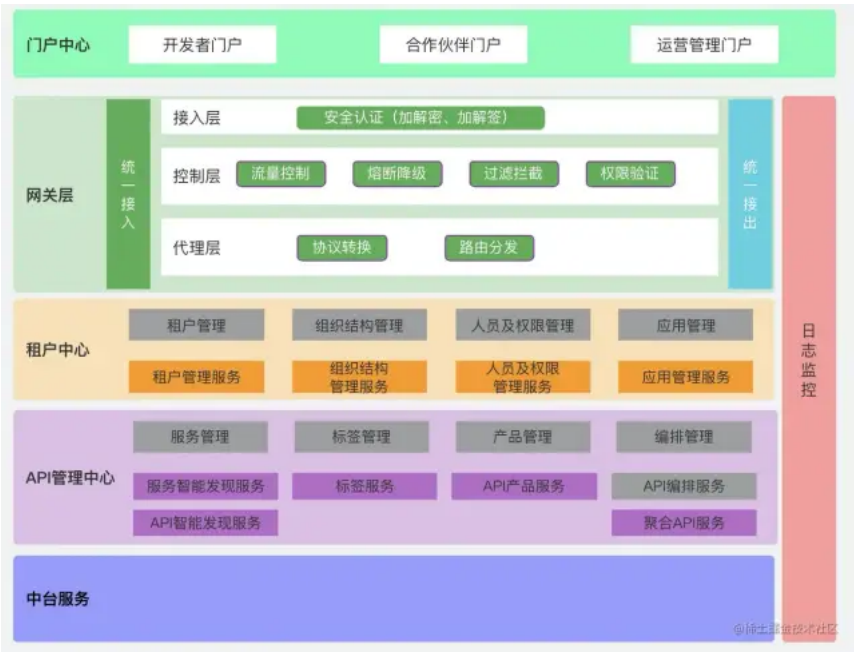 门户中心
开发者门户
合作伙伴门户
运营管理门户
网关层
统一接入
接入层
安全认证（加解密、加解签）
控制层
流量控制
熔断降级
过滤拦截
权限验证
代理层
协议转换
路由分发
统一接出
日志监控
租户中心
租户管理
组织结构管理
人员及权限管理
应用管理
租户管理服务
组织结构
管理服务
人员及权限
管理服务
应用管理服务
API管理中心
服务管理
标签管理
产品管理
编排管理
服务智能发现服务
标签服务
API产品服务
API编排服务
API智能发现服务
聚合API服务
中台服务
@稀土掘金技术社区